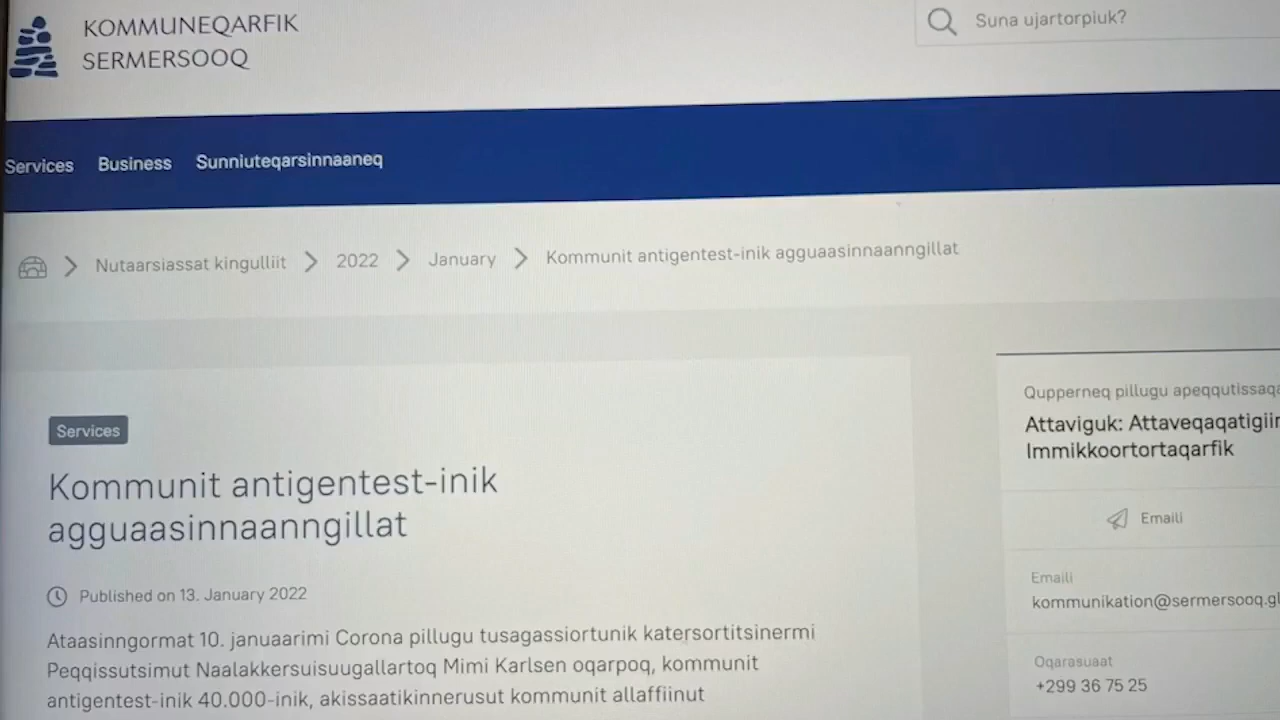 KOMMUNEQARFIK
SERMERSOOQ
Suna ujartorpiuk?
Services Business Sunniuteqarsinnaaneq
Nutaarsiassat kingulliit 2022 January Kommunit antigentest-inik agguaasinnaanngillat
Services
Kommunit antigentest-inik
agguaasinnaanngillat
Published on 13. January 2022
Ataasinngormat 10. januaarimi Corona pillugu tusagassiortunik katersortitsinermi
Peqqissutsimut Naalakkersuisuugallartoq Mimi Karlsen oqarpoq, kommunit
antigentest-inik 40.000-inik, akissaatikinnerusut kommunit allaffiinut
Qupperneq pillugu apeqqutissaqa
Attaviguk: Attaveqaqatigiir
Immikkoortortaqarfik
Emaili
Emaili
kommunikation@sermersooq.gl
Oqarasuaat
+299 36 75 25